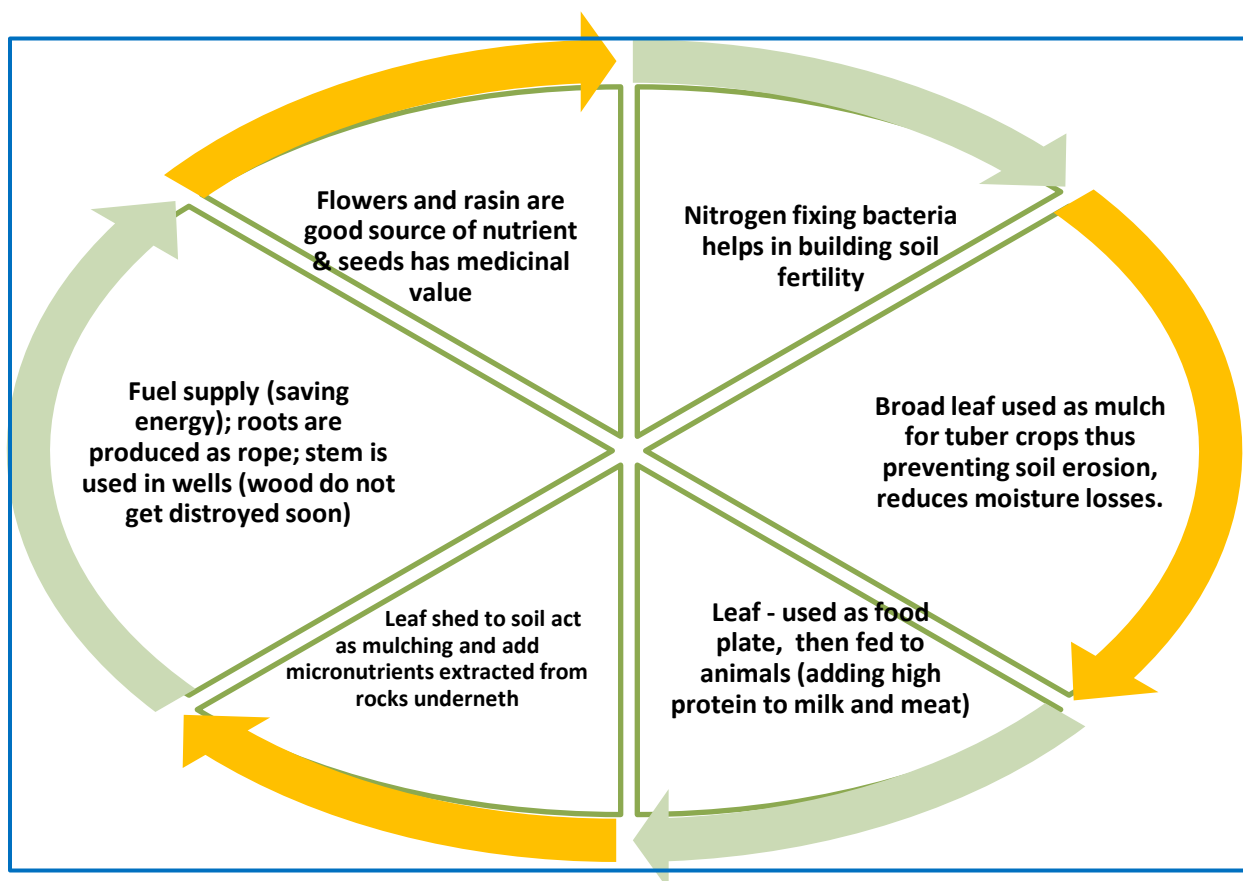 Flowers and rasin are
good source of nutrient
& seeds has medicinal
value
Nitrogen fixing bacteria
helps in building soil
fertility
Broad leaf used as mulch
for tuber crops thus
preventing soil erosion,
reduces moisture losses.
Leaf - used as food
plate, then fed to
animals (adding high
protein to milk and meat)
Leaf shed to soil act
as mulching and add
micronutrients extracted from
rocks underneth
Fuel supply (saving
energy); roots are
produced as rope; stem is
used in wells (wood do not
get distroyed soon)